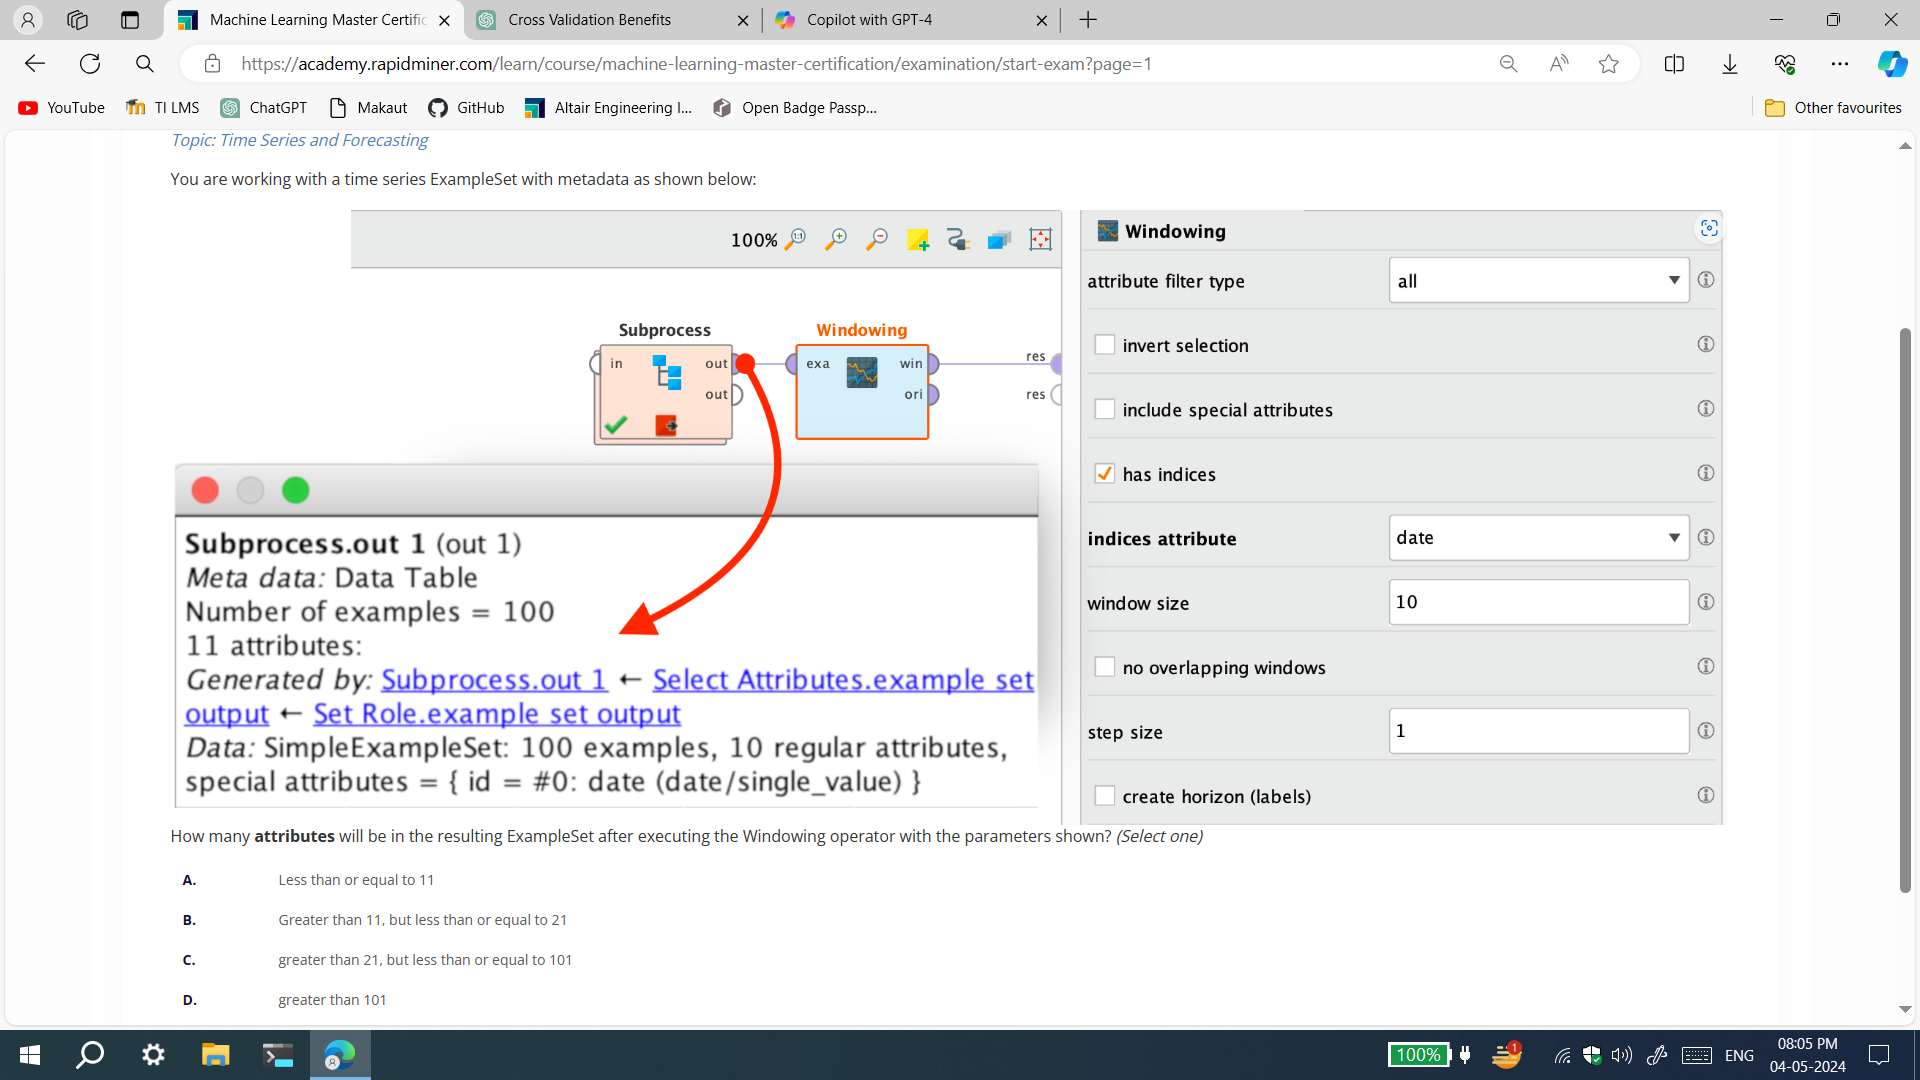 Machine Learning Master Certific
Cross Validation Benefits
Copilot with GPT-4
https://academy.rapidminer.com/learn/course/machine-learning-master-certification/examination/start-exam?page=1
YouTube
TI LMS
ChatGPT
Makaut
GitHub
Altair Engineering I...
Open Badge Passp...
Other favourites
Topic: Time Series and Forecasting
You are working with a time series ExampleSet with metadata as shown below:
100%
Subprocess
in
out
out
Windowing
exa
win
ori
res
res
Subprocess.out 1 (out 1)
Meta data: Data Table
Number of examples = 100
11 attributes:
Generated by: Subprocess.out 1 ← Select Attributes.example set
output ← Set Role.example set output
Data: SimpleExampleSet: 100 examples, 10 regular attributes,
special attributes = { id = #0: date (date/single_value) }
Windowing
attribute filter type
all
invert selection
include special attributes
has indices
indices attribute
date
window size
10
no overlapping windows
step size
1
create horizon (labels)
How many attributes will be in the resulting ExampleSet after executing the Windowing operator with the parameters shown? (Select one)
A. Less than or equal to 11
B. Greater than 11, but less than or equal to 21
C. greater than 21, but less than or equal to 101
D. greater than 101
100%
1
ENG
08:05 PM
04-05-2024